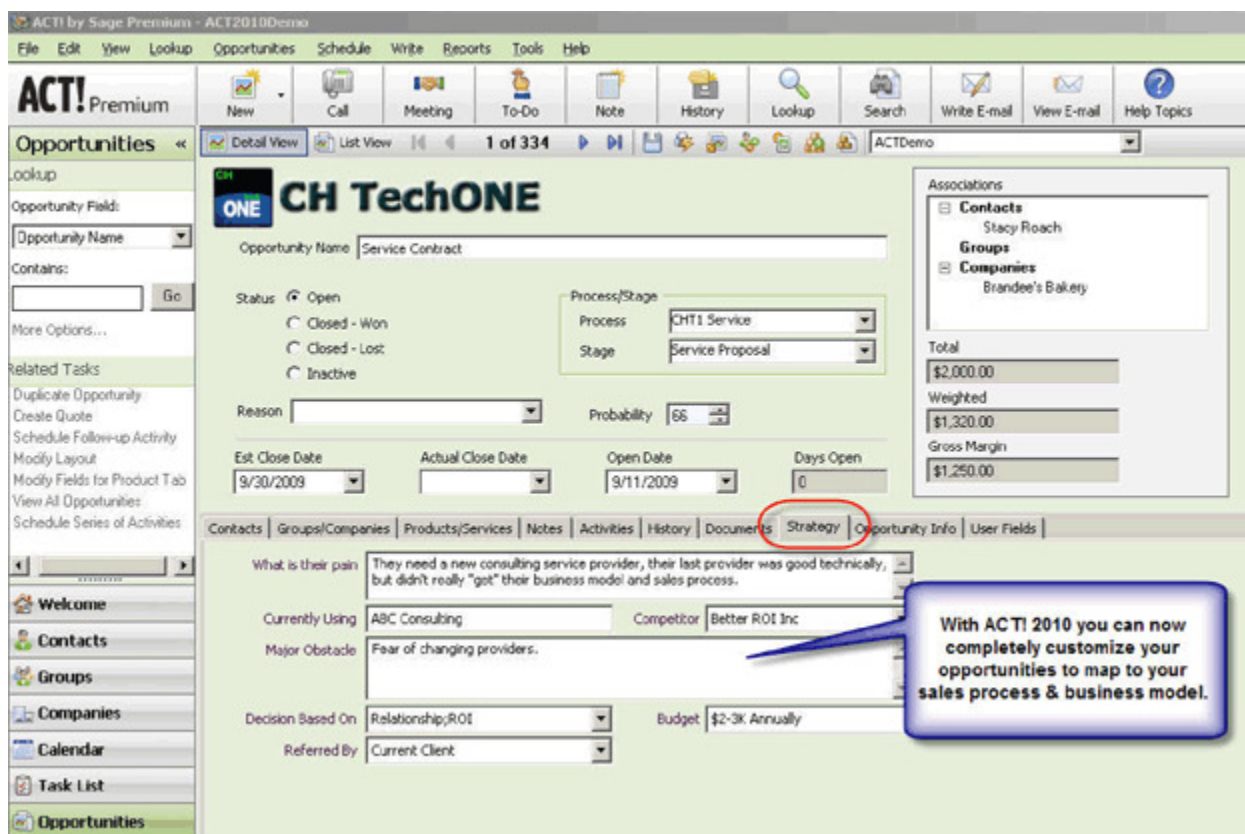 ACT! by Sage Premium - ACT2010Demo
File Edit View Lookup Opportunities Schedule Write Reports Tools Help
ACT! Premium
New Call Meeting To-Do Note History Lookup Search Write E-mail View E-mail Help Topics
Opportunities «
Detail View List View 1 of 334 ACTDemo
Lookup
Opportunity Field:
Opportunity Name
Contains:
Go
More Options...
Related Tasks
Duplicate Opportunity
Create Quote
Schedule Follow-up Activity
Modify Layout
Modify Fields for Product Tab
View All Opportunities
Schedule Series of Activities
Welcome
Contacts
Groups
Companies
Calendar
Task List
Opportunities
CH
ONE
CH TechONE
Opportunity Name Service Contract
Status Open
Closed - Won
Closed - Lost
Inactive
Process/Stage
Process CHT1 Service
Stage Service Proposal
Reason
Probability 66
Est Close Date Actual Close Date Open Date Days Open
9/30/2009 9/11/2009 0
Associations
Contacts
Stacy Roach
Groups
Companies
Brandee's Bakery
Total
$2,000.00
Weighted
$1,320.00
Gross Margin
$1,250.00
Contacts Groups/Companies Products/Services Notes Activities History Documents Strategy Opportunity Info User Fields
What is their pain They need a new consulting service provider, their last provider was good technically,
but didn't really "got" their business model and sales process.
Currently Using ABC Consulting Competitor Better ROI Inc
Major Obstacle Fear of changing providers.
Decision Based On Relationship;ROI Budget $2-3K Annually
Referred By Current Client
With ACT! 2010 you can now
completely customize your
opportunities to map to your
sales process & business model.